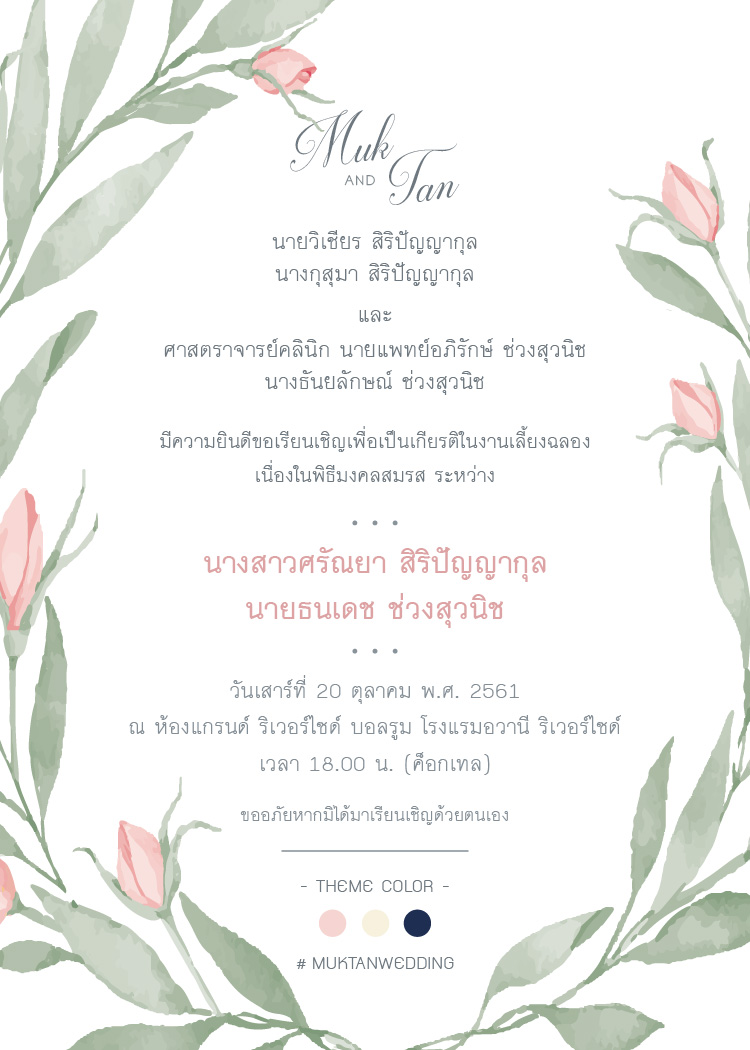 Muk
AND Tan
นายวิเชียร สิริปัญญากุล
นางกุสุมา สิริปัญญากุล
และ
ศาสตราจารย์คลินิก นายแพทย์อภิรักษ์ ช่วงสุวนิช
นางธันยลักษณ์ ช่วงสุวนิช
มีความยินดีขอเรียนเชิญเพื่อเป็นเกียรติในงานเลี้ยงฉลอง
เนื่องในพิธีมงคลสมรส ระหว่าง
นางสาวศรัณยา สิริปัญญากุล
นายธนเดช ช่วงสุวนิช
วันเสาร์ที่ 20 ตุลาคม พ.ศ. 2561
ณ ห้องแกรนด์ ริเวอร์ไซด์ บอลรูม โรงแรมอวานี ริเวอร์ไซด์
เวลา 18.00 น. (ค็อกเทล)
ขออภัยหากมิได้มาเรียนเชิญด้วยตนเอง
- THEME COLOR -
# MUKTANWEDDING